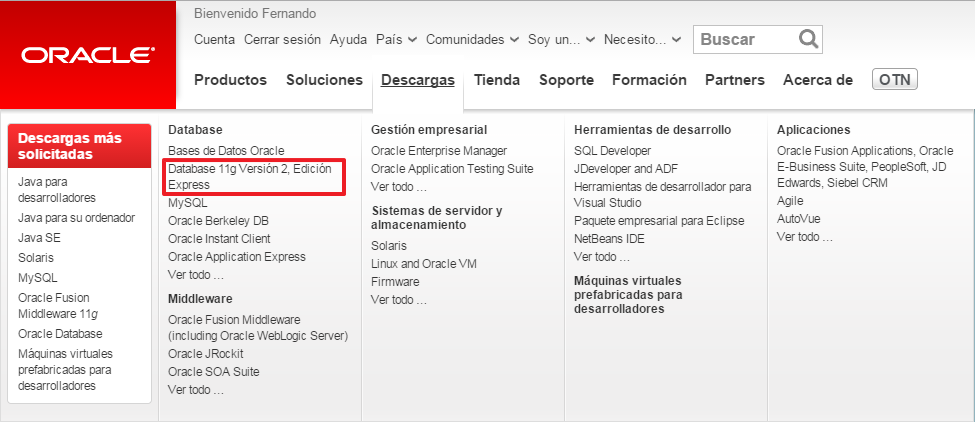 ORACLE®
Bienvenido Fernando
Cuenta Cerrar sesión Ayuda País Comunidades Soy un... Necesito... Buscar
Productos Soluciones Descargas Tienda Soporte Formación Partners Acerca de OTN
Descargas más
solicitadas
Java para
desarrolladores
Java para su ordenador
Java SE
Solaris
MySQL
Oracle Fusion
Middleware 11g
Oracle Database
Máquinas virtuales
prefabricadas para
desarrolladores
Database
Bases de Datos Oracle
Database 11g Versión 2, Edición
Express
MySQL
Oracle Berkeley DB
Oracle Instant Client
Oracle Application Express
Ver todo ...
Middleware
Oracle Fusion Middleware
(including Oracle WebLogic Server)
Oracle JRockit
Oracle SOA Suite
Ver todo ...
Gestión empresarial
Oracle Enterprise Manager
Oracle Application Testing Suite
Ver todo ...
Sistemas de servidor y
almacenamiento
Solaris
Linux and Oracle VM
Firmware
Ver todo ...
Herramientas de desarrollo
SQL Developer
JDeveloper and ADF
Herramientas de desarrollador para
Visual Studio
Paquete empresarial para Eclipse
NetBeans IDE
Ver todo ...
Máquinas virtuales
prefabricadas para
desarrolladores
Aplicaciones
Oracle Fusion Applications, Oracle
E-Business Suite, PeopleSoft, JD
Edwards, Siebel CRM
Agile
AutoVue
Ver todo ...